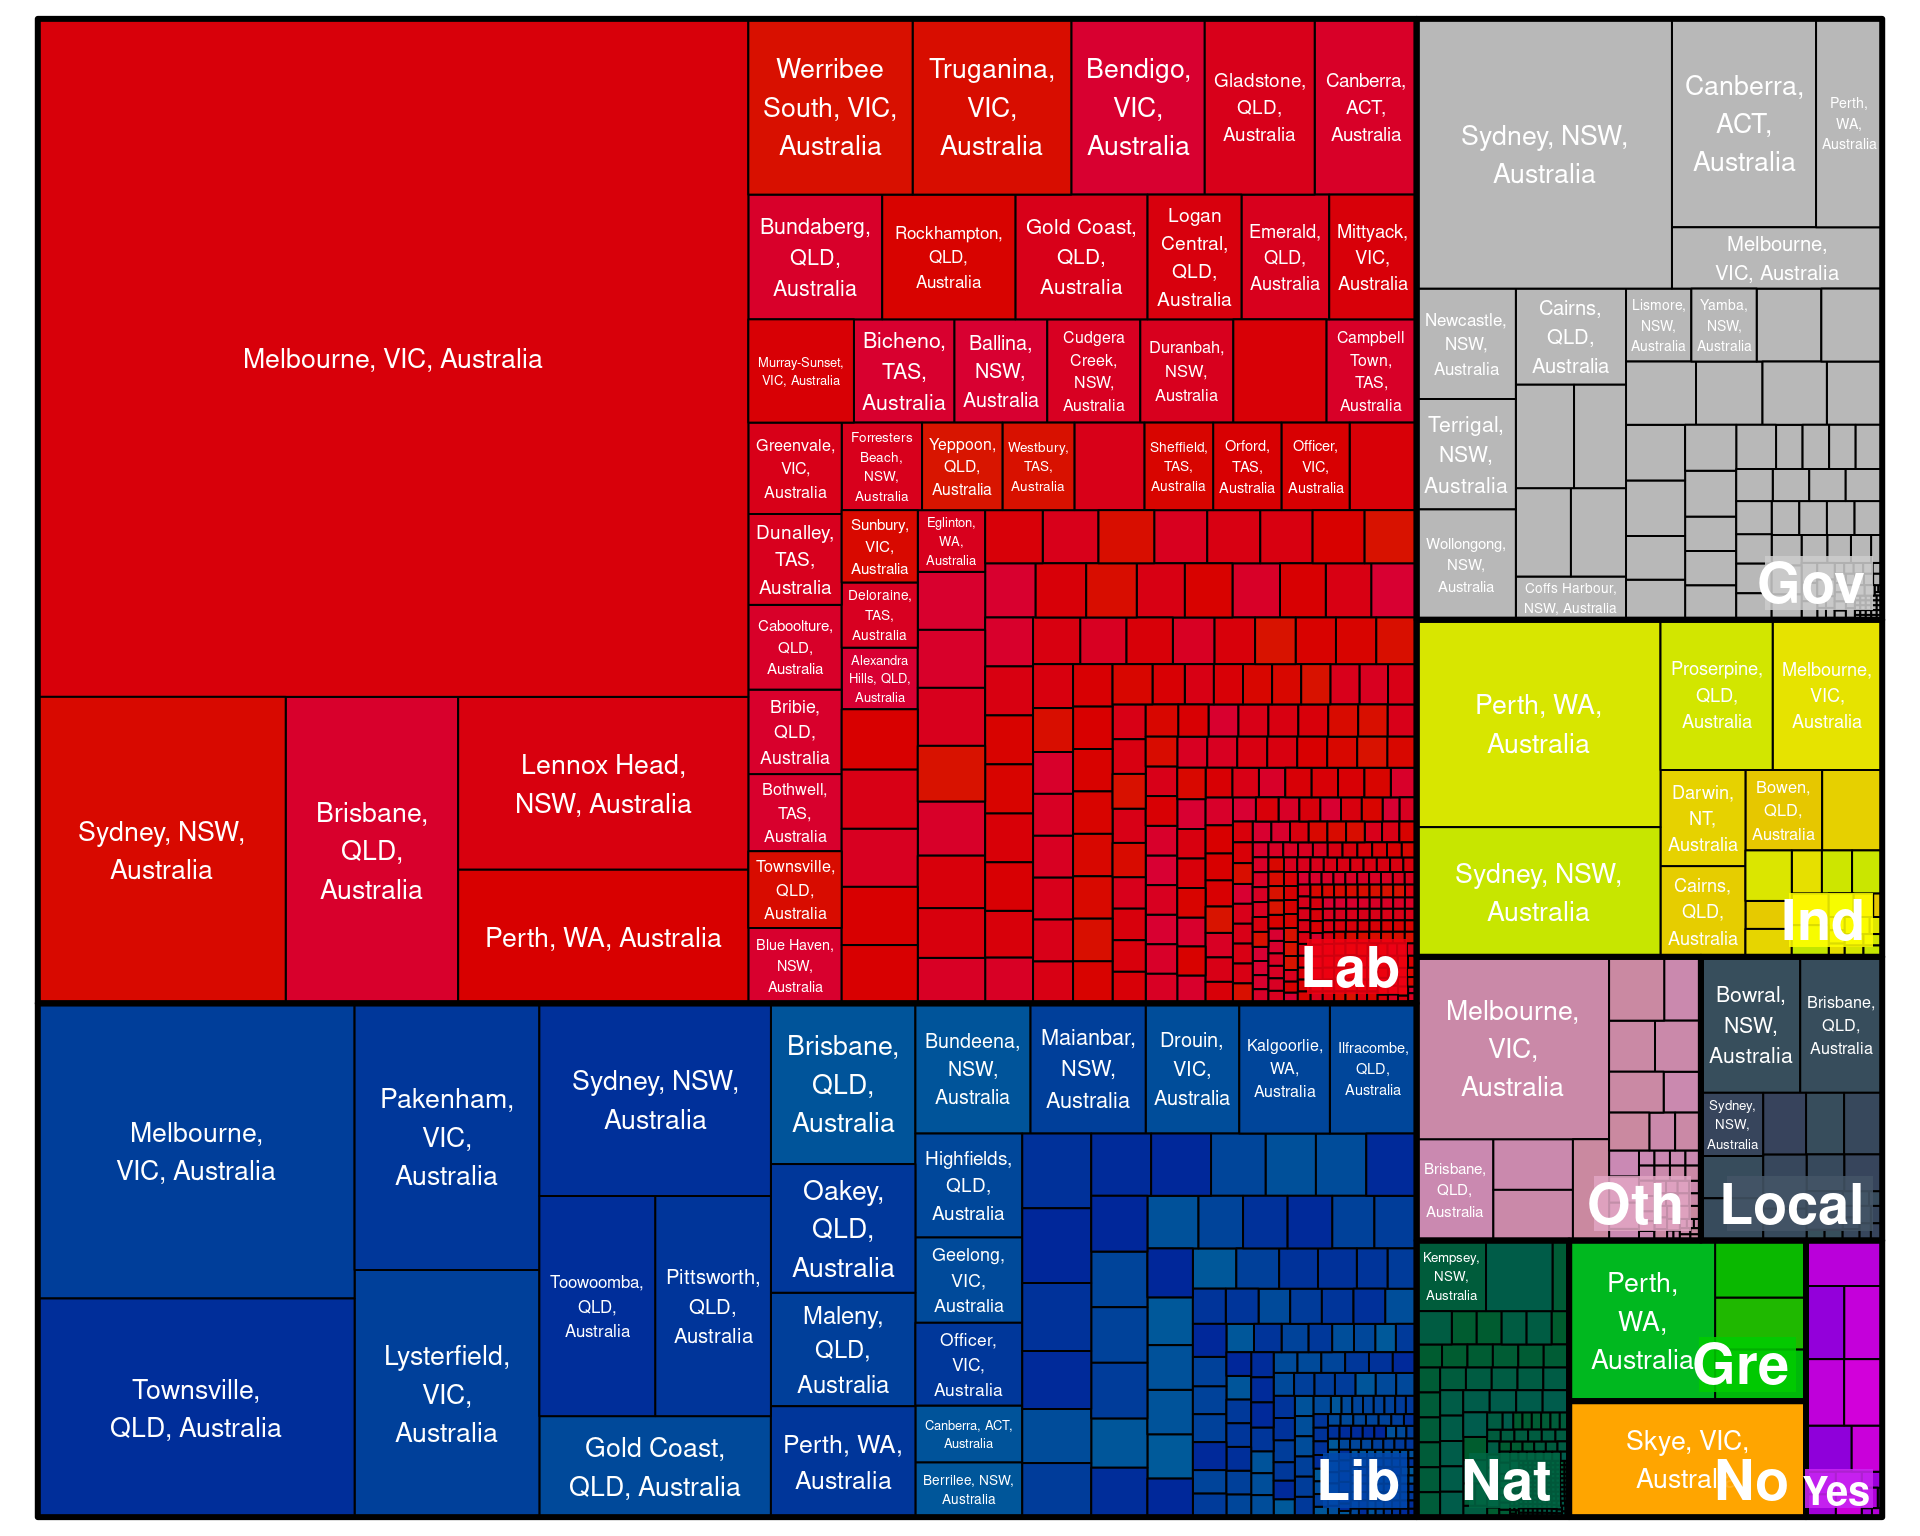 Melbourne, VIC, Australia
Sydney, NSW,
Australia
Brisbane,
QLD,
Australia
Lennox Head,
NSW, Australia
Perth, WA, Australia
Werribee
South, VIC,
Australia
Truganina,
VIC,
Australia
Bendigo,
VIC,
Australia
Gladstone,
QLD,
Australia
Canberra,
ACT,
Australia
Bundaberg,
QLD,
Australia
Rockhampton,
QLD,
Australia
Gold Coast,
QLD,
Australia
Logan
Central,
QLD,
Australia
Emerald,
QLD,
Australia
Mittyack,
VIC,
Australia
Murray-Sunset,
VIC, Australia
Bicheno,
TAS,
Australia
Ballina,
NSW,
Australia
Cudgera
Creek,
NSW,
Australia
Duranbah,
NSW,
Australia
Campbell
Town,
TAS,
Australia
Greenvale,
VIC,
Australia
Forresters
Beach,
NSW,
Australia
Yeppoon,
QLD,
Australia
Westbury,
TAS,
Australia
Sheffield,
TAS,
Australia
Orford,
TAS,
Australia
Officer,
VIC,
Australia
Dunalley,
TAS,
Australia
Sunbury,
VIC,
Australia
Eglinton,
WA,
Australia
Deloraine,
TAS,
Australia
Caboolture,
QLD,
Australia
Alexandra
Hills, QLD,
Australia
Bribie,
QLD,
Australia
Bothwell,
TAS,
Australia
Townsville,
QLD,
Australia
Blue Haven,
NSW,
Australia
Lab
Melbourne,
VIC, Australia
Townsville,
QLD, Australia
Pakenham,
VIC,
Australia
Lysterfield,
VIC,
Australia
Sydney, NSW,
Australia
Toowoomba,
QLD,
Australia
Pittsworth,
QLD,
Australia
Gold Coast,
QLD, Australia
Brisbane,
QLD,
Australia
Oakey,
QLD,
Australia
Maleny,
QLD,
Australia
Perth, WA,
Australia
Bundeena,
NSW,
Australia
Maianbar,
NSW,
Australia
Drouin,
VIC,
Australia
Kalgoorlie,
WA,
Australia
Ilfracombe,
QLD,
Australia
Highfields,
QLD,
Australia
Geelong,
VIC,
Australia
Officer,
VIC,
Australia
Canberra, ACT,
Australia
Berrilee, NSW,
Australia
Lib
Sydney, NSW,
Australia
Canberra,
ACT,
Australia
Perth,
WA,
Australia
Melbourne,
VIC, Australia
Newcastle,
NSW,
Australia
Cairns,
QLD,
Australia
Lismore,
NSW,
Australia
Yamba,
NSW,
Australia
Terrigal,
NSW,
Australia
Wollongong,
NSW,
Australia
Coffs Harbour,
NSW, Australia
Gov
Perth, WA,
Australia
Proserpine,
QLD,
Australia
Melbourne,
VIC,
Australia
Sydney, NSW,
Australia
Darwin,
NT,
Australia
Bowen,
QLD,
Australia
Cairns,
QLD,
Australia
Ind
Melbourne,
VIC,
Australia
Brisbane,
QLD,
Australia
Oth
Bowral,
NSW,
Australia
Brisbane,
QLD,
Australia
Sydney,
NSW,
Australia
Local
Kempsey,
NSW,
Australia
Nat
Perth,
WA,
Australia
Gre
Skye, VIC,
Austral
No
Yes